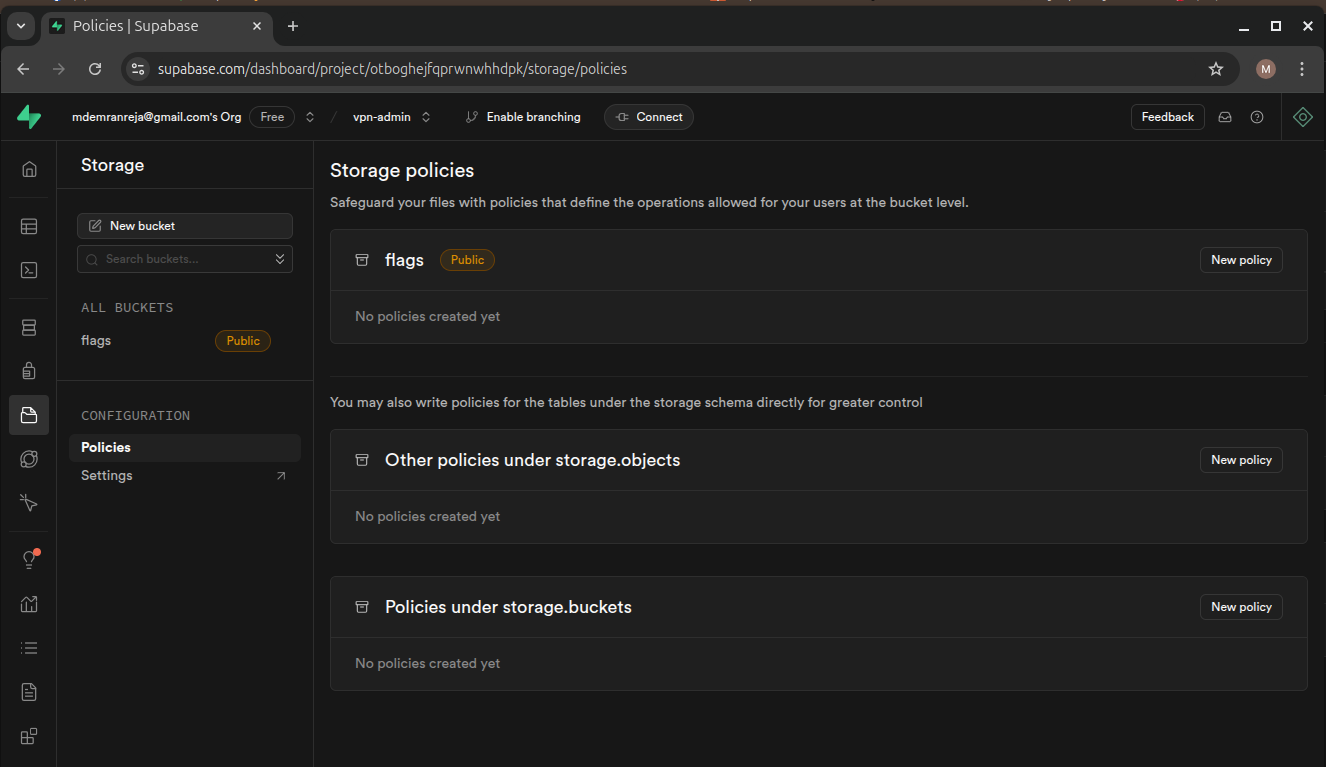 Policies | Supabase
supabase.com/dashboard/project/otboghejfqprwnwhhdpk/storage/policies
M
mdemranreja@gmail.com's Org Free / vpn-admin Enable branching Connect Feedback
Storage
New bucket
Search buckets...
ALL BUCKETS
flags Public
CONFIGURATION
Policies
Settings
Storage policies
Safeguard your files with policies that define the operations allowed for your users at the bucket level.
flags Public New policy
No policies created yet
You may also write policies for the tables under the storage schema directly for greater control
Other policies under storage.objects New policy
No policies created yet
Policies under storage.buckets New policy
No policies created yet